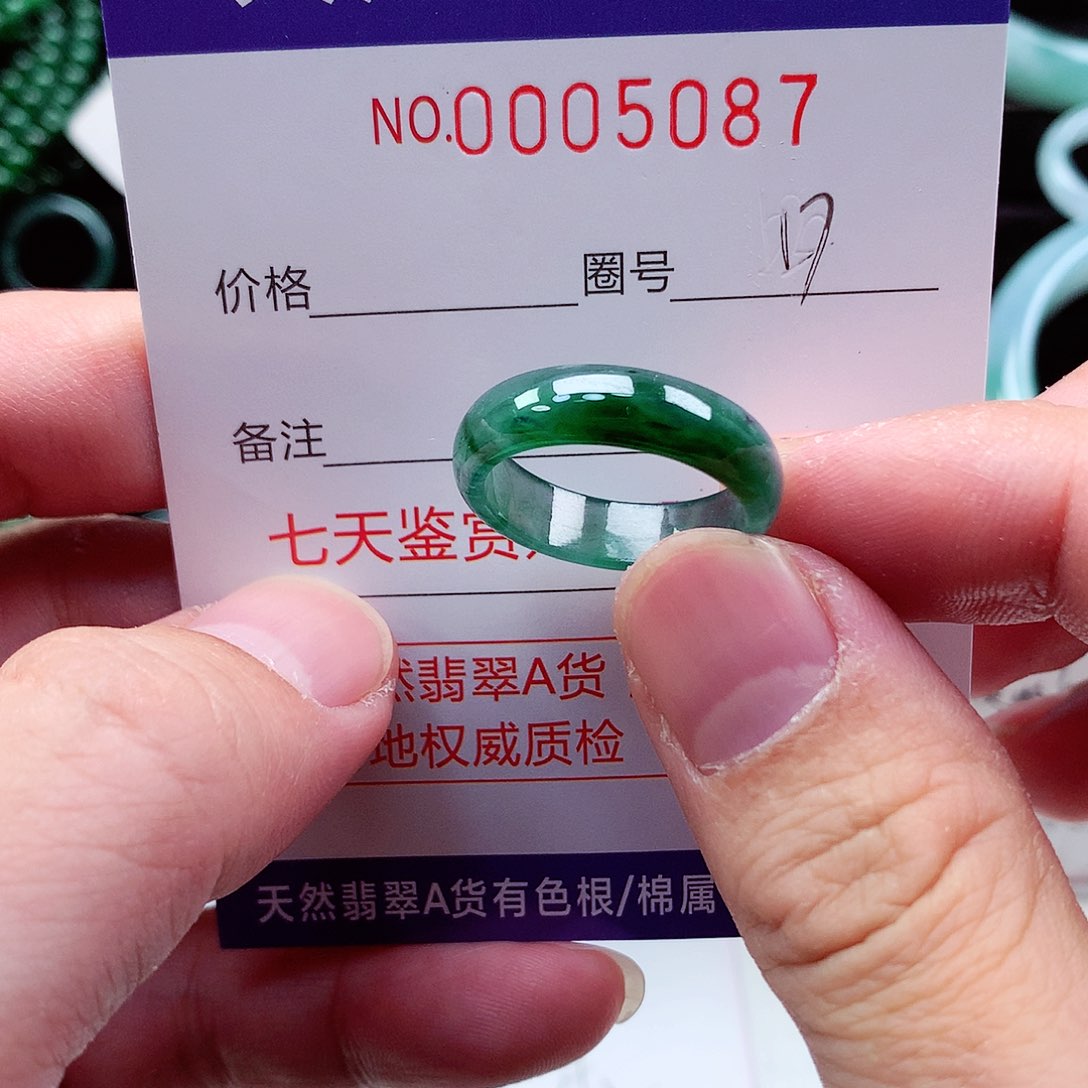 NO.0005087
价格 圈号 17
备注
七天鉴赏
然翡翠A货
地权威质检
天然翡翠A货有色根/棉属